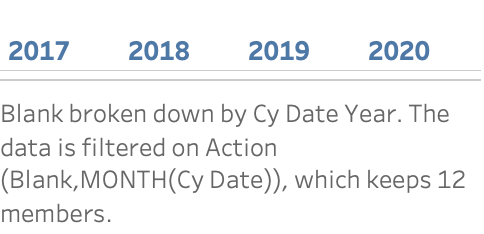 2017 2018 2019 2020
Blank broken down by Cy Date Year. The
data is filtered on Action
(Blank,MONTH(Cy Date)), which keeps 12
members.